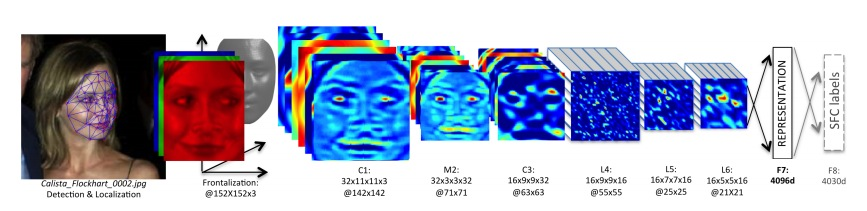 Calista_Flockhart_0002.jpg
Detection & Localization
Frontalization:
@152X152x3
C1:
32x11x11x3
@142x142
M2:
32x3x3x32
@71x71
C3:
16x9x9x32
@63x63
L4:
16x9x9x16
@55x55
L5:
16x7x7x16
@25x25
L6:
16x5x5x16
@21X21
REPRESENTATION
F7:
4096d
SFC labels
F8:
4030d